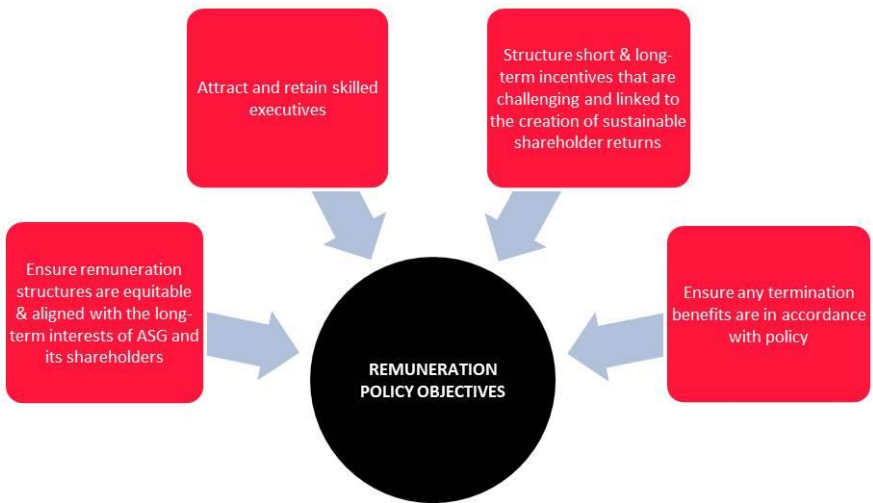 Attract and retain skilled
executives
Structure short & long-
term incentives that are
challenging and linked to
the creation of sustainable
shareholder returns
Ensure remuneration
structures are equitable
& aligned with the long-
term interests of ASG and
its shareholders
Ensure any termination
benefits are in accordance
with policy
REMUNERATION
POLICY OBJECTIVES